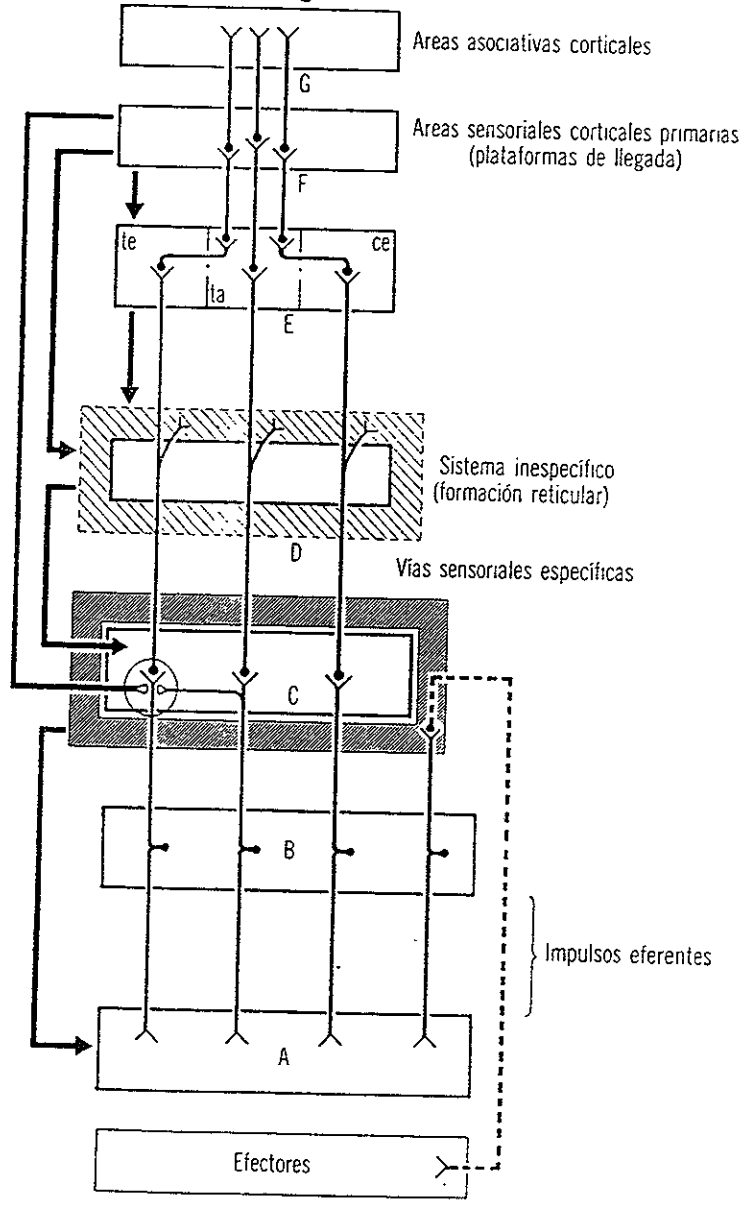 Areas asociativas corticales
G
Areas sensoriales corticales primarias
(plataformas de llegada)
F
te
ta
ce
E
Sistema inespecífico
(formación reticular)
D
Vías sensoriales específicas
C
B
Impulsos eferentes
A
Efectores